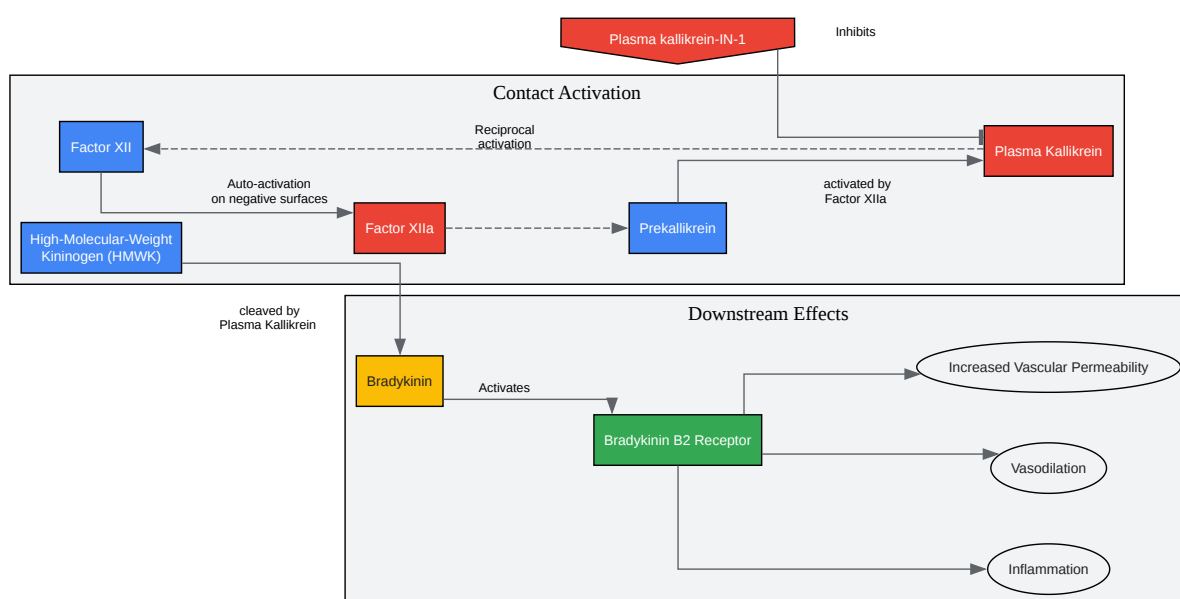 Plasma kallikrein-IN-1
Inhibits
Contact Activation
Reciprocal
activation
Factor XII
Plasma Kallikrein
Auto-activation
on negative surfaces
activated by
Factor XIIa
Factor XIIa
Prekallikrein
High-Molecular-Weight
Kininogen (HMWK)
cleaved by
Plasma Kallikrein
Downstream Effects
Increased Vascular Permeability
Bradykinin
Activates
Bradykinin B2 Receptor
Vasodilation
Inflammation